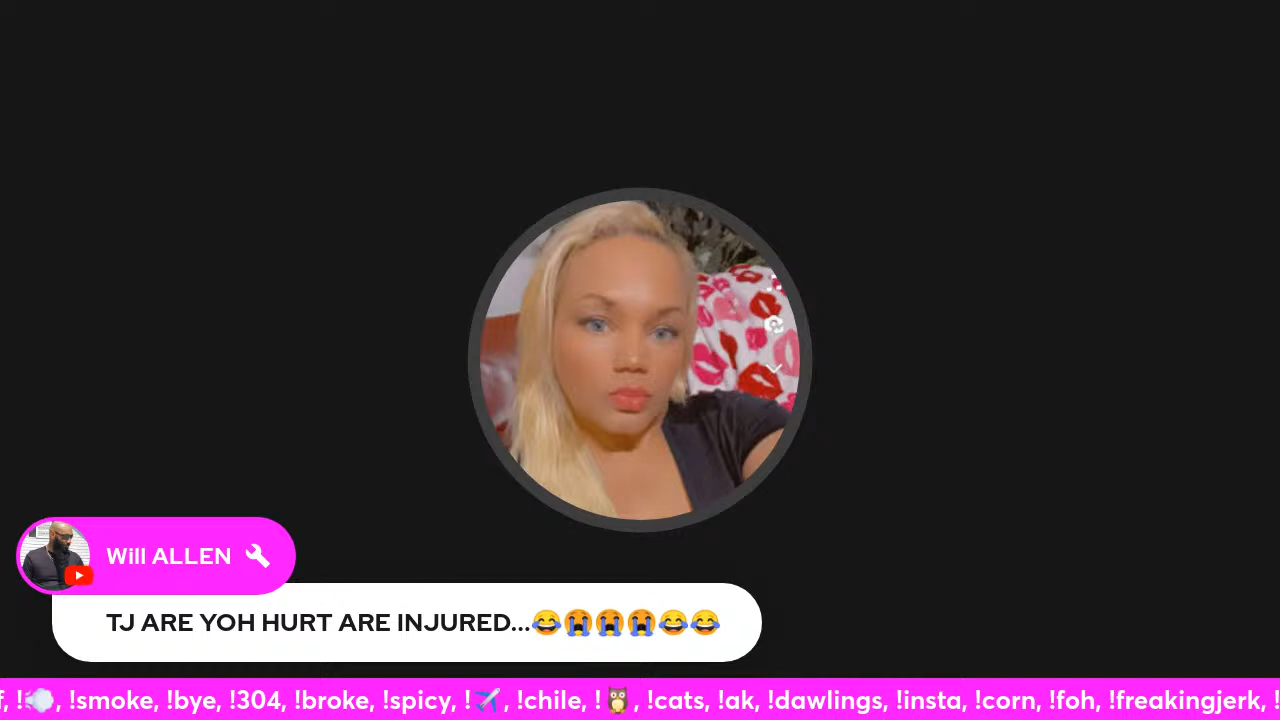 Will ALLEN
TJ ARE YOH HURT ARE INJURED...😂😭😭😭😂😂
f, !💨, !smoke, !bye, !304, !broke, !spicy, !✈️, !chile, !🦉, !cats, !ak, !dawlings, !insta, !corn, !foh, !freakingjerk, !